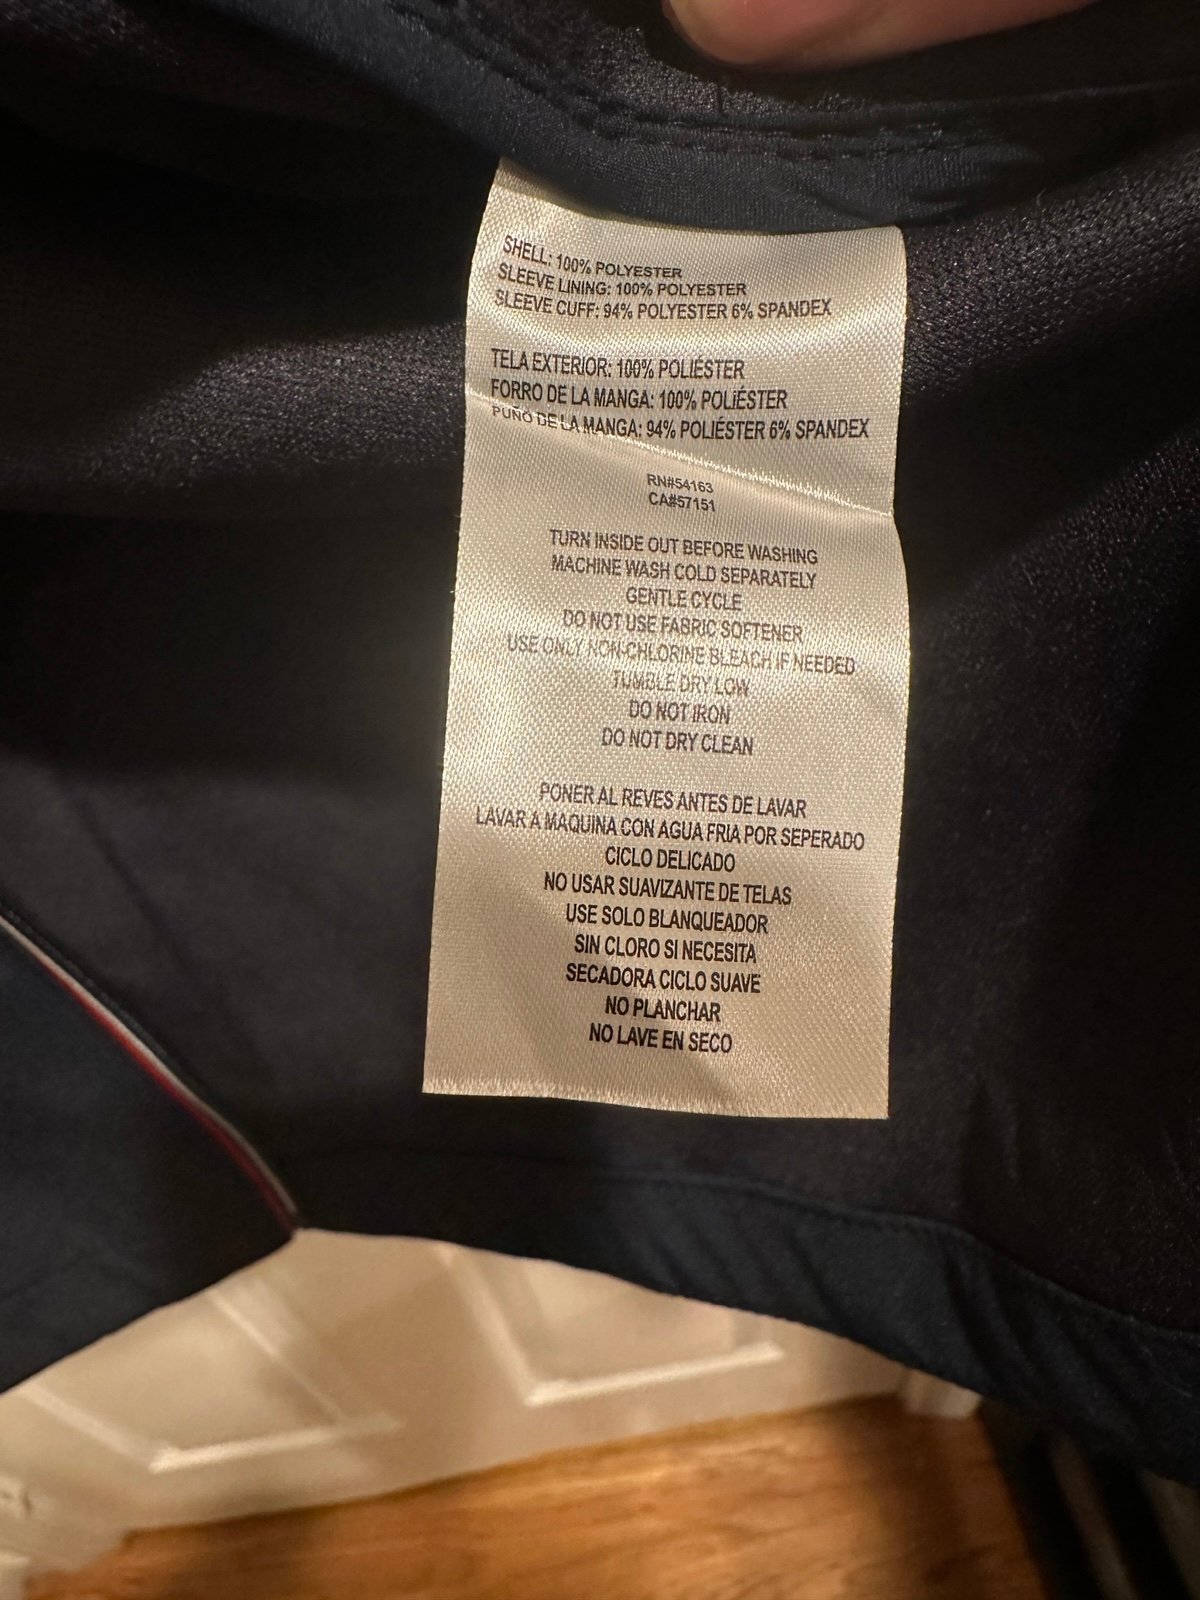 SHELL: 100% POLYESTER
SLEEVE LINING: 100% POLYESTER
SLEEVE CUFF: 94% POLYESTER 6% SPANDEX
TELA EXTERIOR: 100% POLIÉSTER
FORRO DE LA MANGA: 100% POLIÉSTER
PUÑO DE LA MANGA: 94% POLIÉSTER 6% SPANDEX
RN#54163
CA#57151
TURN INSIDE OUT BEFORE WASHING
MACHINE WASH COLD SEPARATELY
GENTLE CYCLE
DO NOT USE FABRIC SOFTENER
USE ONLY NON-CHLORINE BLEACH IF NEEDED
TUMBLE DRY LOW
DO NOT IRON
DO NOT DRY CLEAN
PONER AL REVES ANTES DE LAVAR
LAVAR A MAQUINA CON AGUA FRIA POR SEPERADO
CICLO DELICADO
NO USAR SUAVIZANTE DE TELAS
USE SOLO BLANQUEADOR
SIN CLORO SI NECESITA
SECADORA CICLO SUAVE
NO PLANCHAR
NO LAVE EN SECO